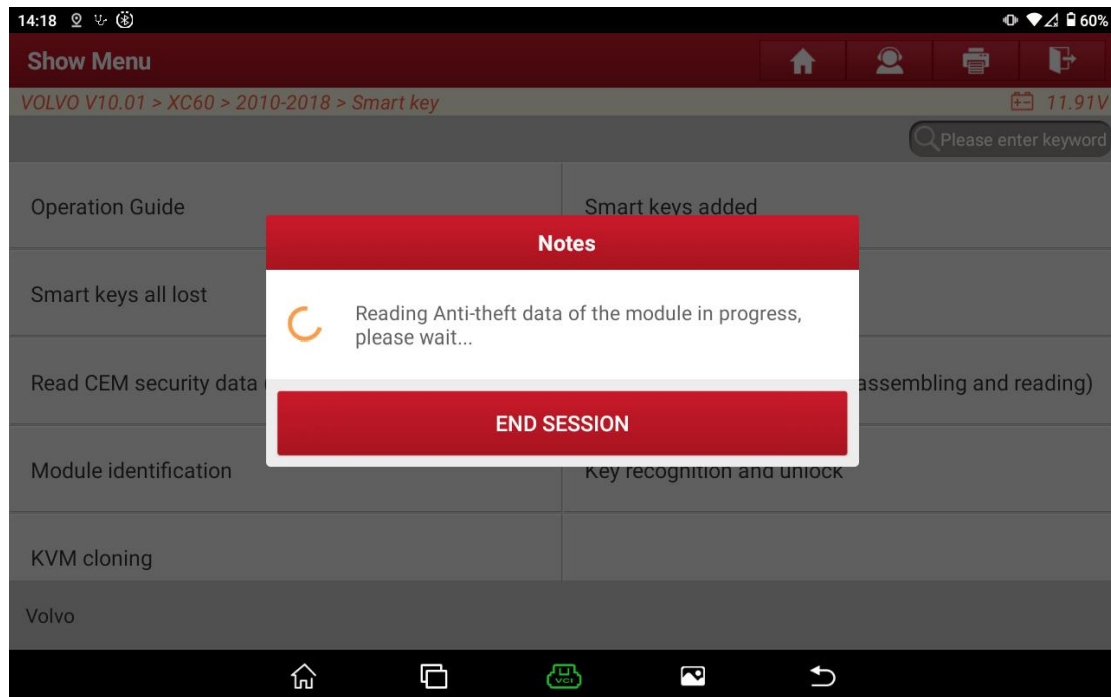 14:18
60%
Show Menu
VOLVO V10.01 > XC60 > 2010-2018 > Smart key
11.91V
Please enter keyword
Operation Guide
Smart keys added
Notes
Smart keys all lost
Reading Anti-theft data of the module in progress,
please wait...
Read CEM security data
assembling and reading)
END SESSION
Module identification
Key recognition and unlock
KVM cloning
Volvo
VCI